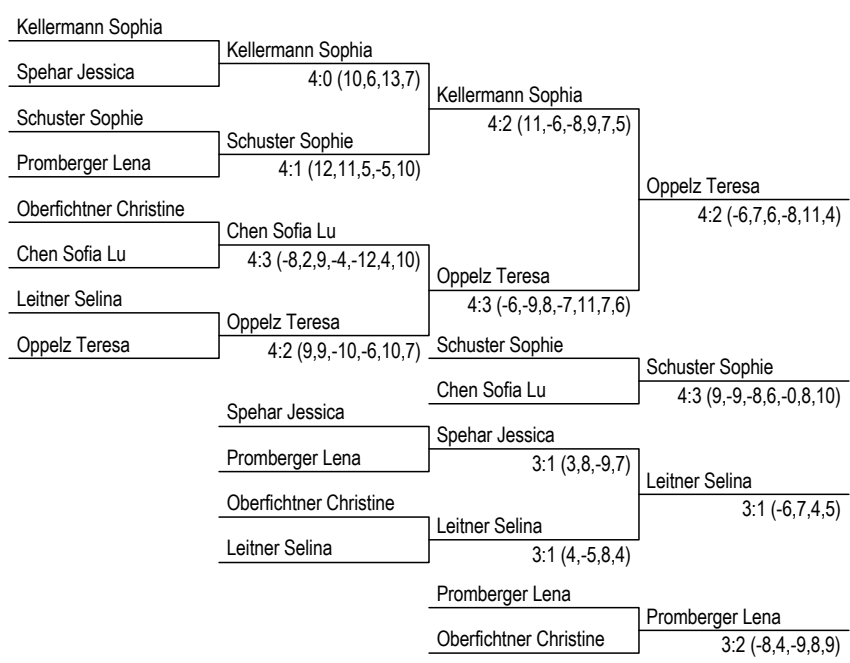 Kellermann Sophia
Kellermann Sophia
Spehar Jessica
4:0 (10,6,13,7)
Kellermann Sophia
Schuster Sophie
4:2 (11,-6,-8,9,7,5)
Schuster Sophie
Promberger Lena
4:1 (12,11,5,-5,10)
Oppelz Teresa
Oberfichtner Christine
4:2 (-6,7,6,-8,11,4)
Chen Sofia Lu
Chen Sofia Lu
4:3 (-8,2,9,-4,-12,4,10)
Oppelz Teresa
Leitner Selina
4:3 (-6,-9,8,-7,11,7,6)
Oppelz Teresa
Oppelz Teresa
4:2 (9,9,-10,-6,10,7)
Schuster Sophie
Schuster Sophie
Chen Sofia Lu
4:3 (9,-9,-8,6,-0,8,10)
Spehar Jessica
Spehar Jessica
Promberger Lena
3:1 (3,8,-9,7)
Leitner Selina
Oberfichtner Christine
3:1 (-6,7,4,5)
Leitner Selina
Leitner Selina
3:1 (4,-5,8,4)
Promberger Lena
Promberger Lena
Oberfichtner Christine
3:2 (-8,4,-9,8,9)